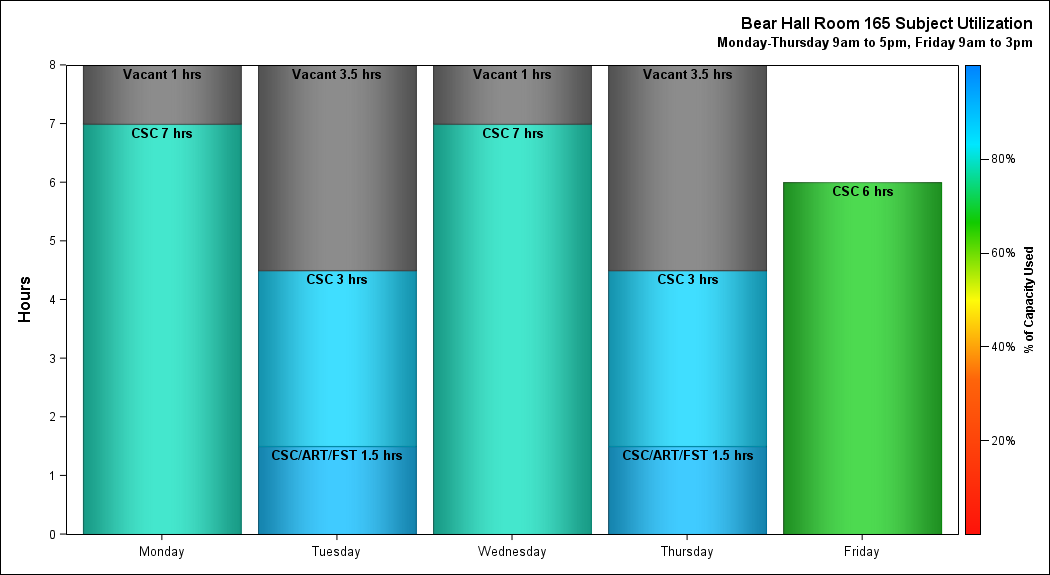 Bear Hall Room 165 Subject Utilization
Monday-Thursday 9am to 5pm, Friday 9am to 3pm
8
7
6
5
4
3
2
1
0
Hours
Vacant 1 hrs
CSC 7 hrs
Vacant 3.5 hrs
CSC 3 hrs
CSC/ART/FST 1.5 hrs
Vacant 1 hrs
CSC 7 hrs
Vacant 3.5 hrs
CSC 3 hrs
CSC/ART/FST 1.5 hrs
CSC 6 hrs
Monday
Tuesday
Wednesday
Thursday
Friday
80%
60%
40%
20%
% of Capacity Used